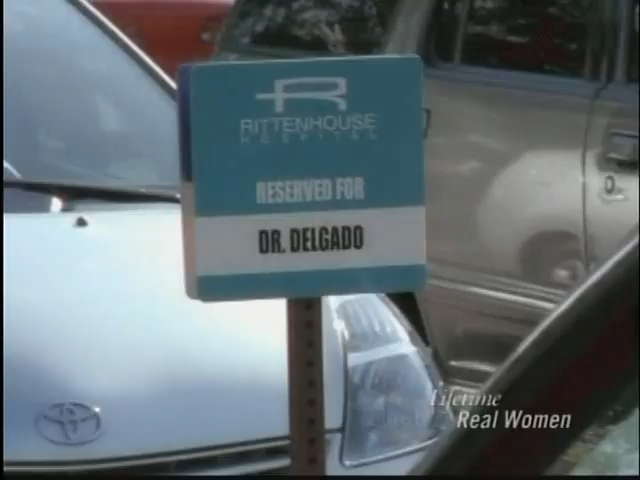 RITTENHOUSE
HOSPITAL
RESERVED FOR
DR. DELGADO
Lifetime
Real Women